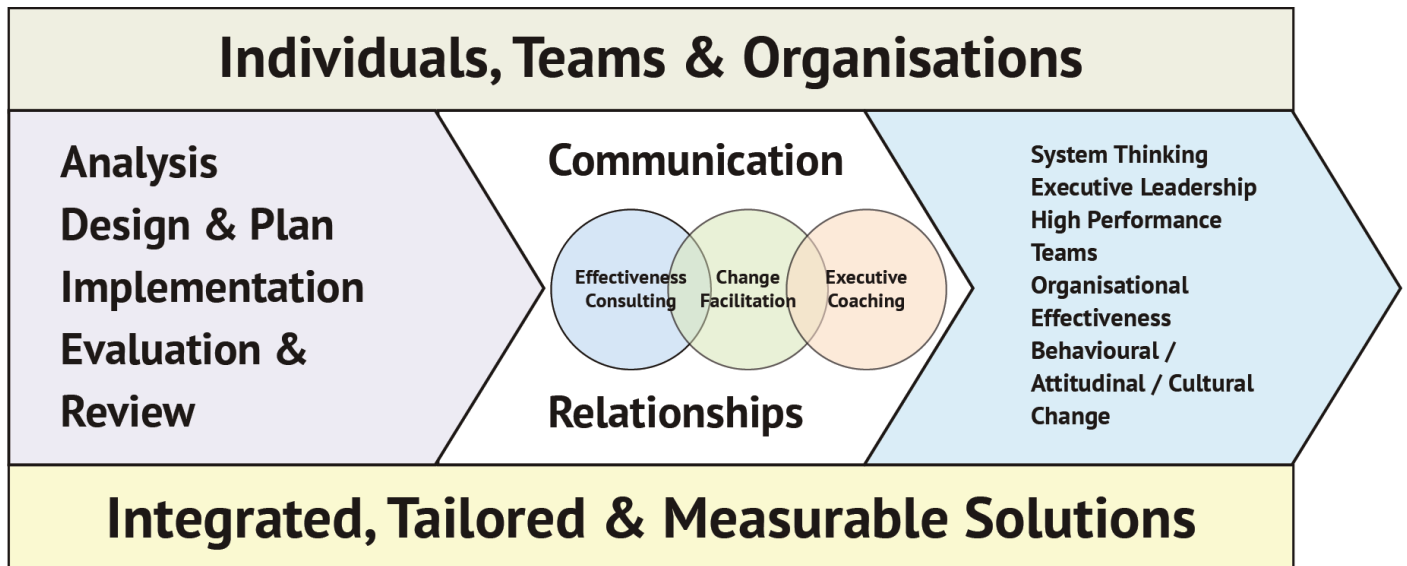 Individuals, Teams & Organisations
Analysis
Design & Plan
Implementation
Evaluation &
Review
Communication
Effectiveness
Consulting
Change
Facilitation
Executive
Coaching
Relationships
System Thinking
Executive Leadership
High Performance
Teams
Organisational
Effectiveness
Behavioural /
Attitudinal / Cultural
Change
Integrated, Tailored & Measurable Solutions